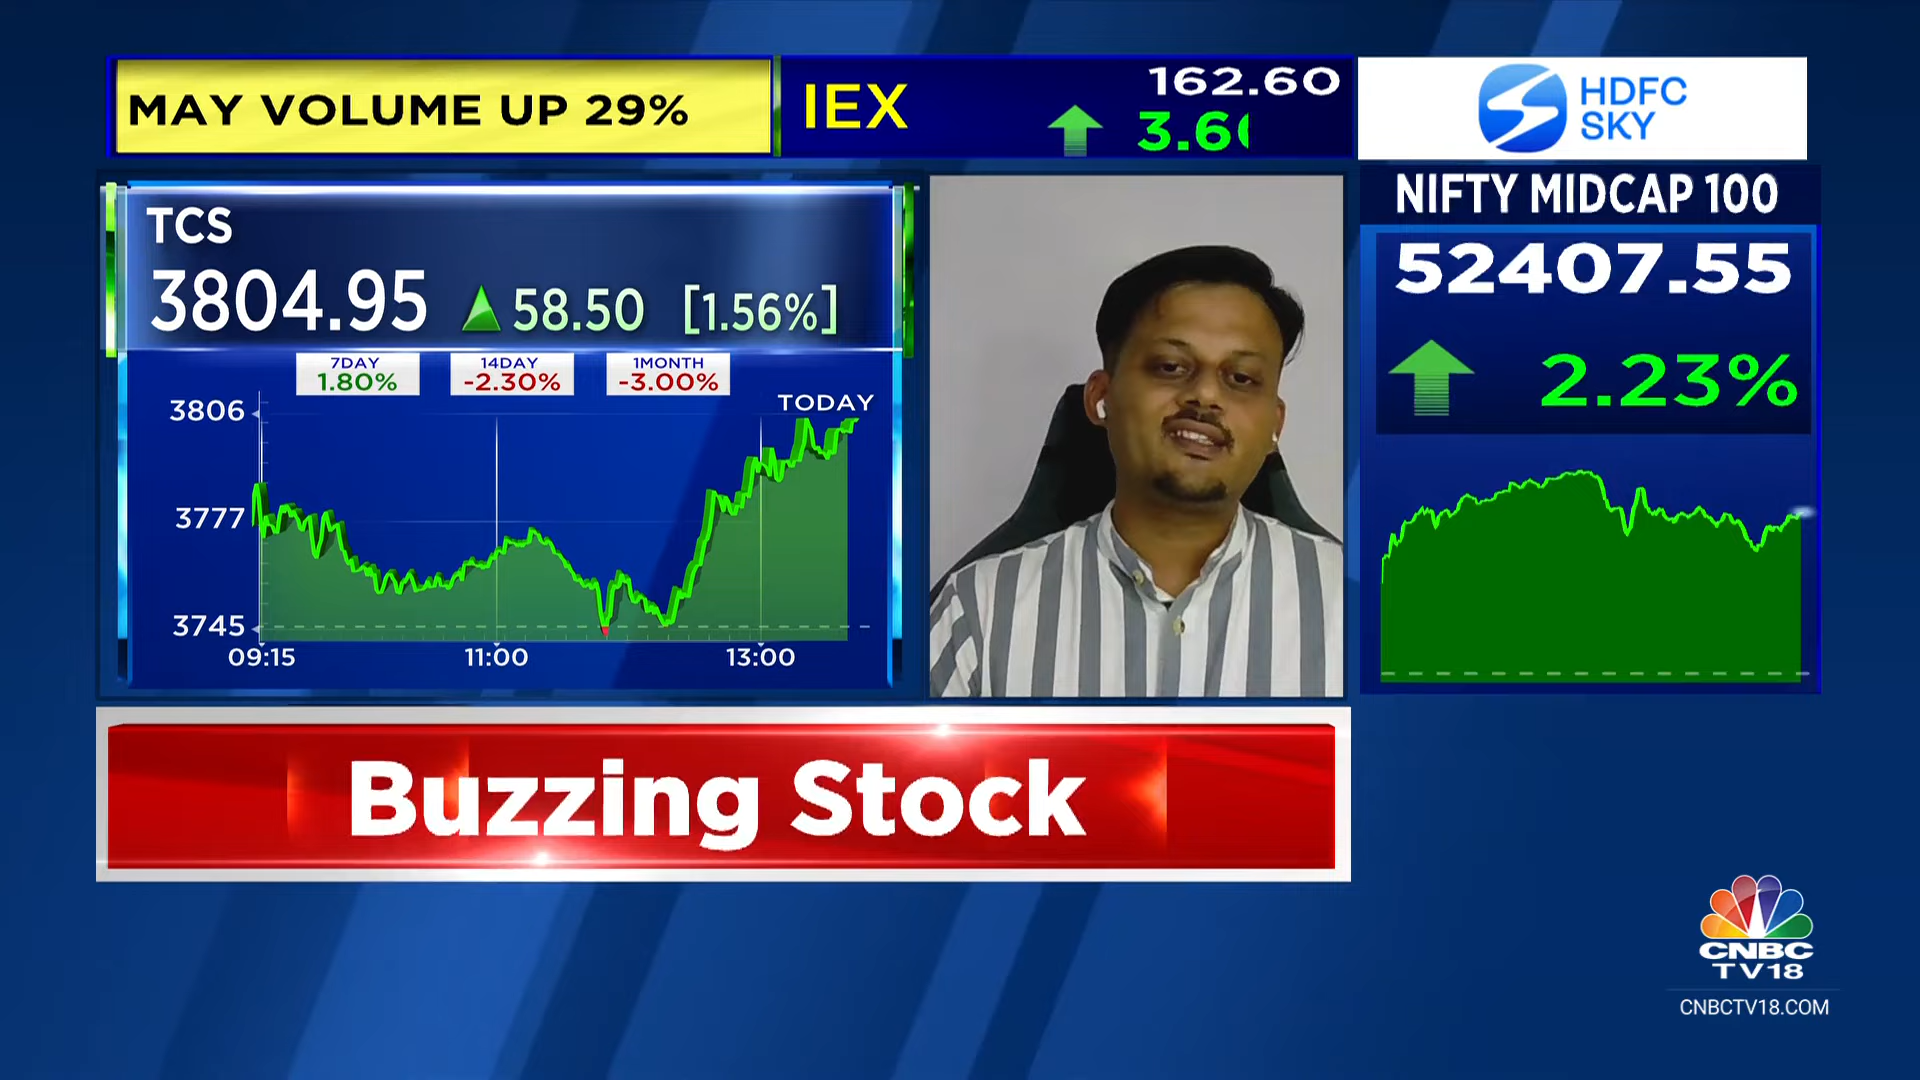 MAY VOLUME UP 29%
IEX
162.60
HDFC
SKY
TCS
3804.95 58.50 [1.56%]
7DAY
1.80%
14DAY
-2.30%
1MONTH
-3.00%
TODAY
3806
3777
3745
09:15 11:00 13:00
NIFTY MIDCAP 100
52407.55
2.23%
Buzzing Stock
CNBC
TV18
CNBCTV18.COM